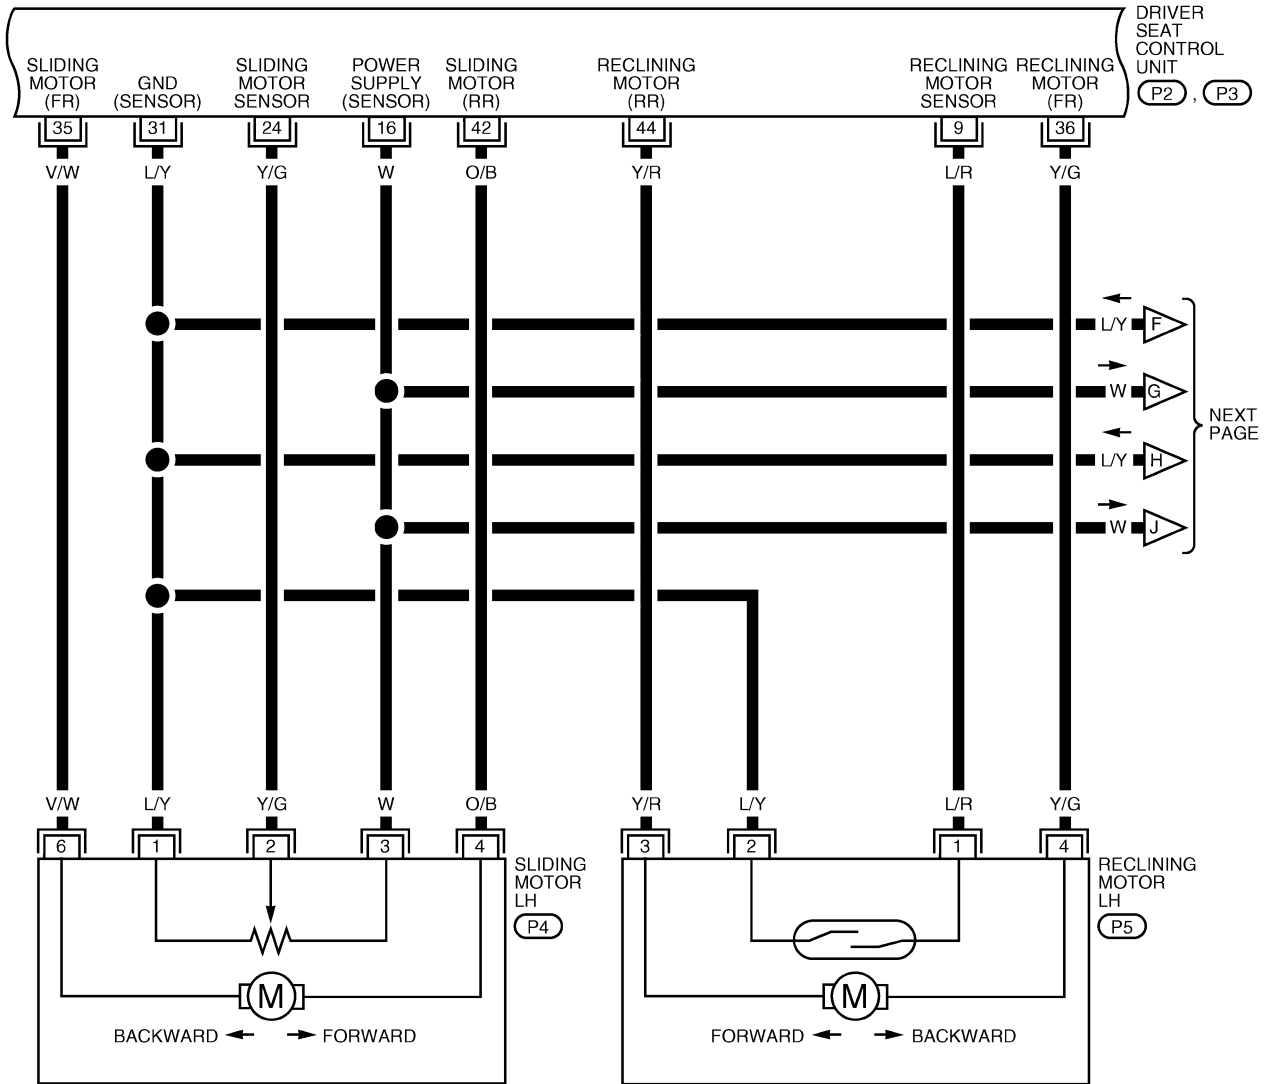 DRIVER
SEAT
CONTROL
UNIT
P2 , P3
SLIDING
MOTOR
(FR)
GND
(SENSOR)
SLIDING
MOTOR
SENSOR
POWER
SUPPLY
(SENSOR)
SLIDING
MOTOR
(RR)
RECLINING
MOTOR
(RR)
RECLINING
MOTOR
SENSOR
RECLINING
MOTOR
(FR)
35 31 24 16 42 44 9 36
V/W L/Y Y/G W O/B Y/R L/R Y/G
L/Y F
W G
L/Y H
W J
NEXT
PAGE
V/W L/Y Y/G W O/B Y/R L/Y L/R Y/G
6 1 2 3 4 3 2 1 4
SLIDING
MOTOR
LH
P4
RECLINING
MOTOR
LH
P5
M
BACKWARD FORWARD
M
FORWARD BACKWARD